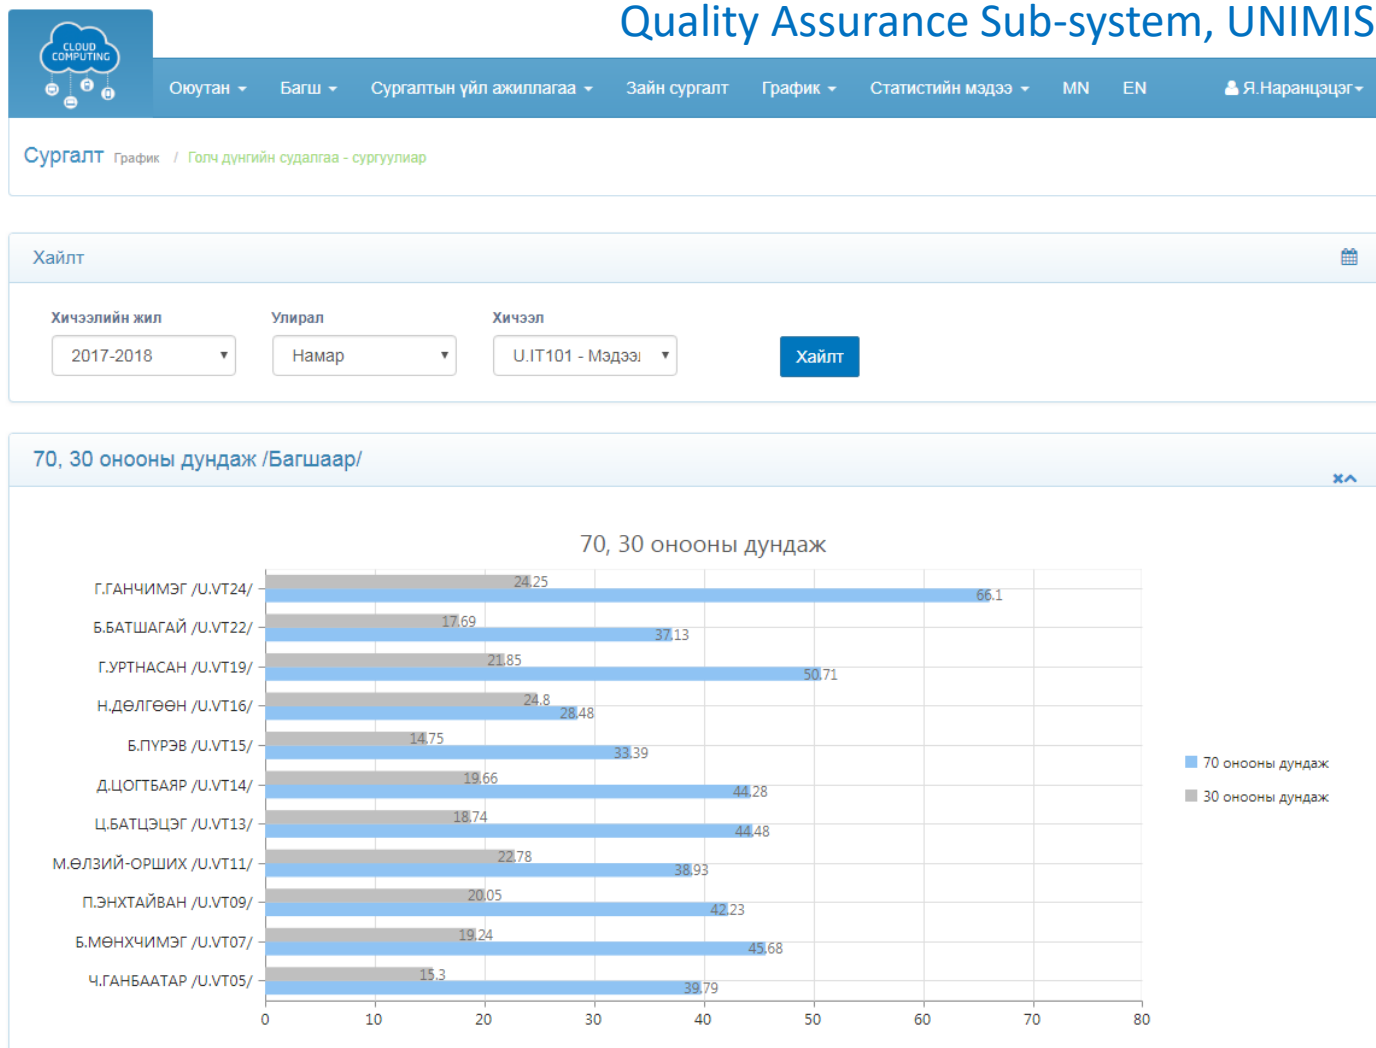 Quality Assurance Sub-system, UNIMIS
CLOUD
COMPUTING
Оюутан Багш Сургалтын үйл ажиллагаа Зайн сургалт График Статистийн мэдээ MN EN Я.Наранцэцэг
Сургалт График / Голч дүнгийн судалгаа - сургуулиар
Хайлт
Хичээлийн жил Улирал Хичээл
2017-2018 Намар U.IT101 - Мэдээл Хайлт
70, 30 онооны дундаж /Багшаар/
70, 30 онооны дундаж
Г.ГАНЧИМЭГ /U.VT24/ 24.25 66.1
Б.БАТШАГАЙ /U.VT22/ 17.69 37.13
Г.УРТНАСАН /U.VT19/ 21.85 50.71
Н.ДӨЛГӨӨН /U.VT16/ 24.8 28.48
Б.ПҮРЭВ /U.VT15/ 14.75 33.39
Д.ЦОГТБАЯР /U.VT14/ 19.66 44.28
Ц.БАТЦЭЦЭГ /U.VT13/ 18.74 44.48
М.ӨЛЗИЙ-ОРШИХ /U.VT11/ 22.78 38.93
П.ЭНХТАЙВАН /U.VT09/ 20.05 42.23
Б.МӨНХЧИМЭГ /U.VT07/ 19.24 45.68
Ч.ГАНБААТАР /U.VT05/ 15.3 39.79
0 10 20 30 40 50 60 70 80
70 онооны дундаж
30 онооны дундаж